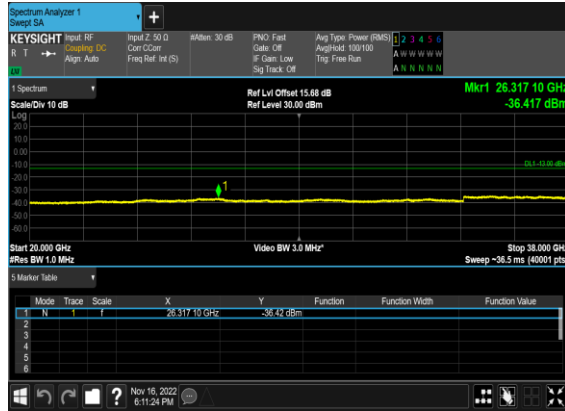 Spectrum Analyzer 1
Swept SA
KEYSIGHT Input: RF Input Z: 50 Ω #Atten: 30 dB PNO: Fast Avg Type: Power (RMS) 1 2 3 4 5 6
R T Coupling: DC Corr CCorr Gate: Off Avg|Hold: 100/100 A W W W W W
Align: Auto Freq Ref: Int (S) IF Gain: Low Trig: Free Run
Sig Track: Off A N N N N N
1 Spectrum Ref Lvl Offset 15.68 dB Mkr1 26.317 10 GHz
Scale/Div 10 dB Ref Level 30.00 dBm -36.417 dBm
Log
20.0
10.0
0.00
-10.0 DL1 -13.00 dBm
-20.0
-30.0 1
-40.0
-50.0
-60.0
Start 20.000 GHz Video BW 3.0 MHz* Stop 38.000 GHz
#Res BW 1.0 MHz Sweep ~36.5 ms (40001 pts)
5 Marker Table
Mode Trace Scale X Y Function Function Width Function Value
1 N 1 f 26.317 10 GHz -36.42 dBm
2
3
4
5
6
Nov 16, 2022
6:11:24 PM